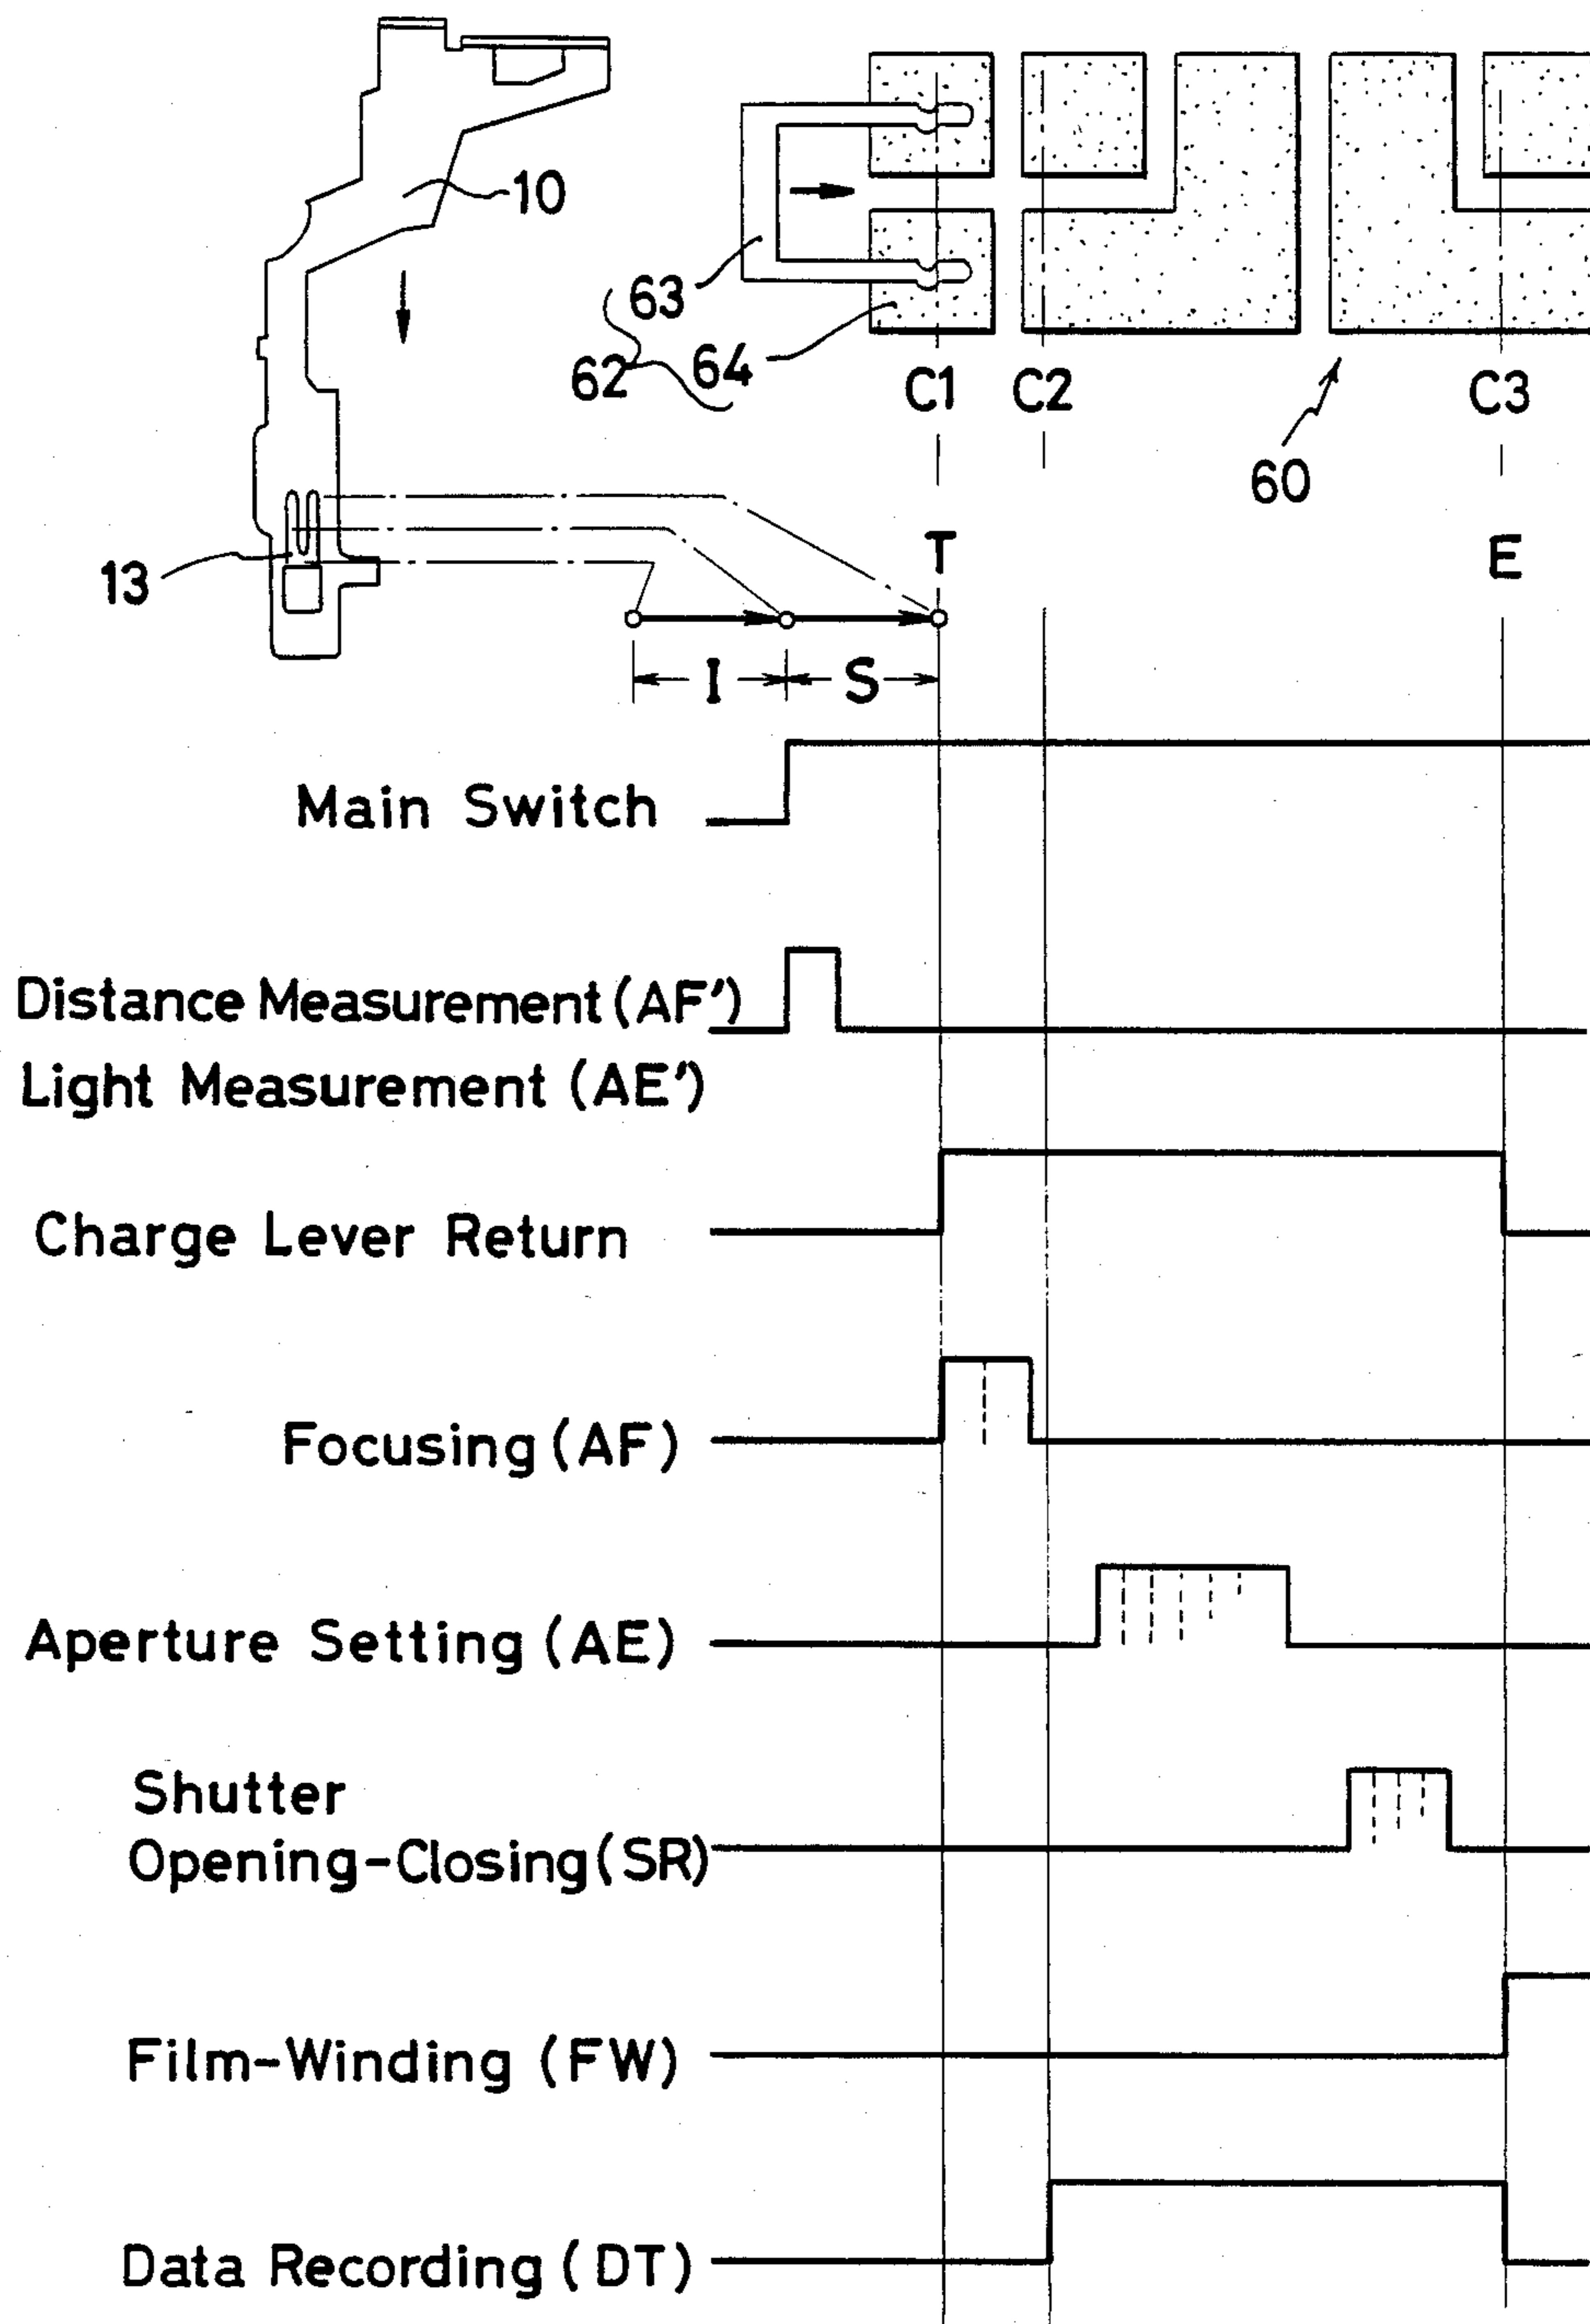 10
63
62 64
C1 C2 C3
60
13
T E
I S
Main Switch
Distance Measurement (AF')
Light Measurement (AE')
Charge Lever Return
Focusing (AF)
Aperture Setting (AE)
Shutter
Opening-Closing (SR)
Film-Winding (FW)
Data Recording (DT)